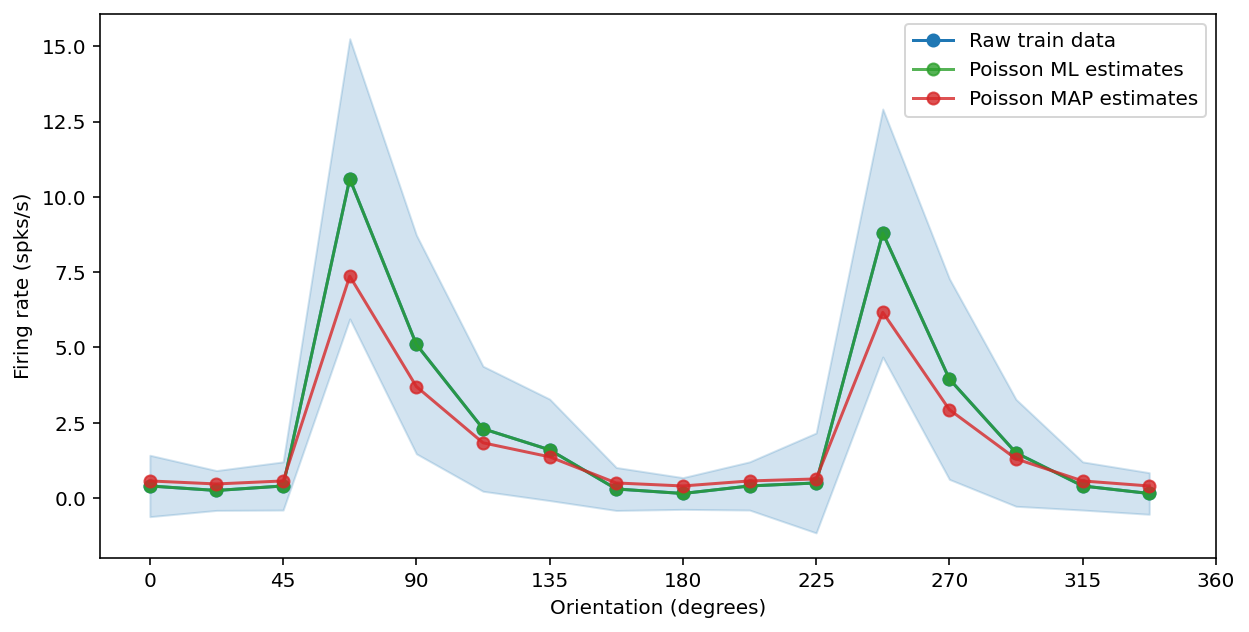 Raw train data
Poisson ML estimates
Poisson MAP estimates
15.0
12.5
10.0
7.5
5.0
2.5
0.0
Firing rate (spks/s)
0 45 90 135 180 225 270 315 360
Orientation (degrees)